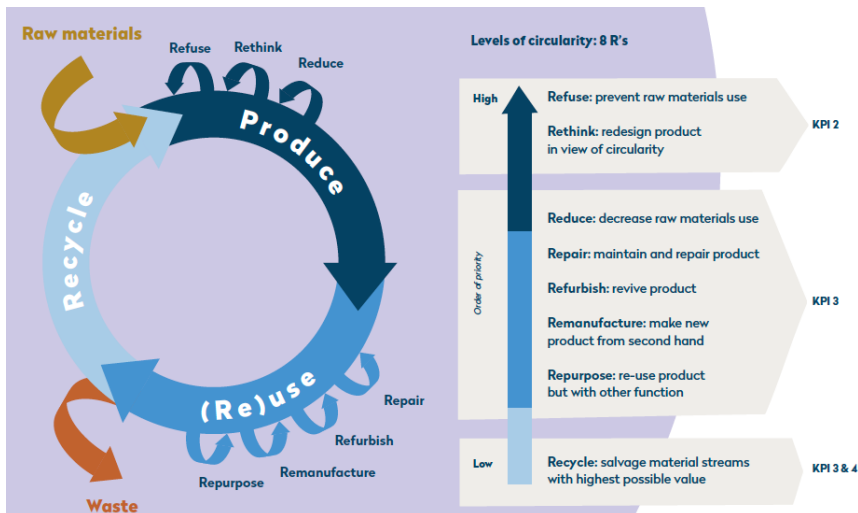 Raw materials
Refuse
Rethink
Reduce
Produce
Recycle
(Re)use
Repair
Refurbish
Remanufacture
Repurpose
Waste
Levels of circularity: 8 R's
High
Order of priority
Low
Refuse: prevent raw materials use
Rethink: redesign product
in view of circularity
KPI 2
Reduce: decrease raw materials use
Repair: maintain and repair product
Refurbish: revive product
Remanufacture: make new
product from second hand
Repurpose: re-use product
but with other function
KPI 3
Recycle: salvage material streams
with highest possible value
KPI 3 & 4